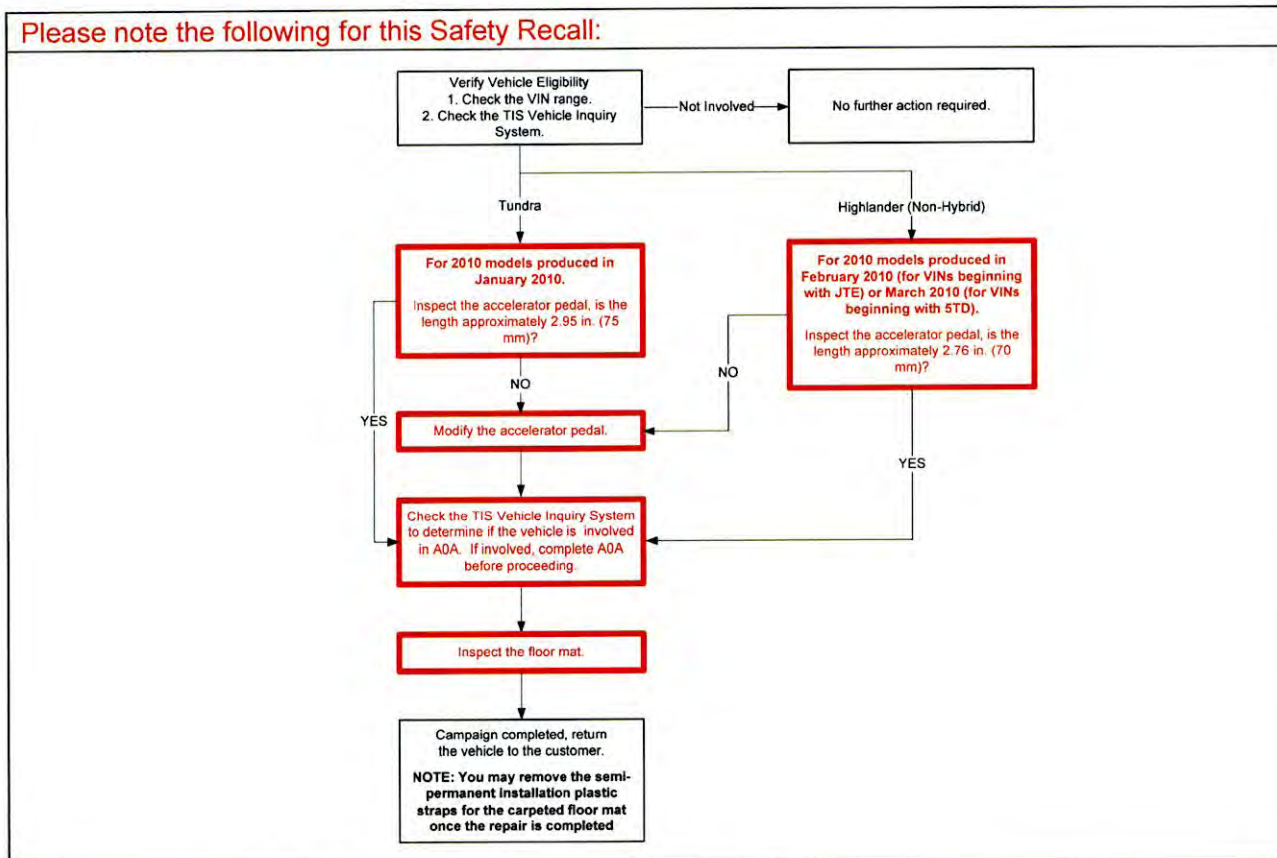 Please note the following for this Safety Recall:
Verify Vehicle Eligibility
1. Check the VIN range.
2. Check the TIS Vehicle Inquiry
System.
Not Involved
No further action required.
Tundra
Highlander (Non-Hybrid)
For 2010 models produced in
January 2010.
Inspect the accelerator pedal, is the
length approximately 2.95 in. (75
mm)?
For 2010 models produced in
February 2010 (for VINs beginning
with JTE) or March 2010 (for VINs
beginning with 5TD).
Inspect the accelerator pedal, is the
length approximately 2.76 in. (70
mm)?
NO
NO
YES
Modify the accelerator pedal.
YES
Check the TIS Vehicle Inquiry System
to determine if the vehicle is involved
in A0A. If involved, complete A0A
before proceeding.
Inspect the floor mat.
Campaign completed, return
the vehicle to the customer.
NOTE: You may remove the semi-
permanent installation plastic
straps for the carpeted floor mat
once the repair is completed